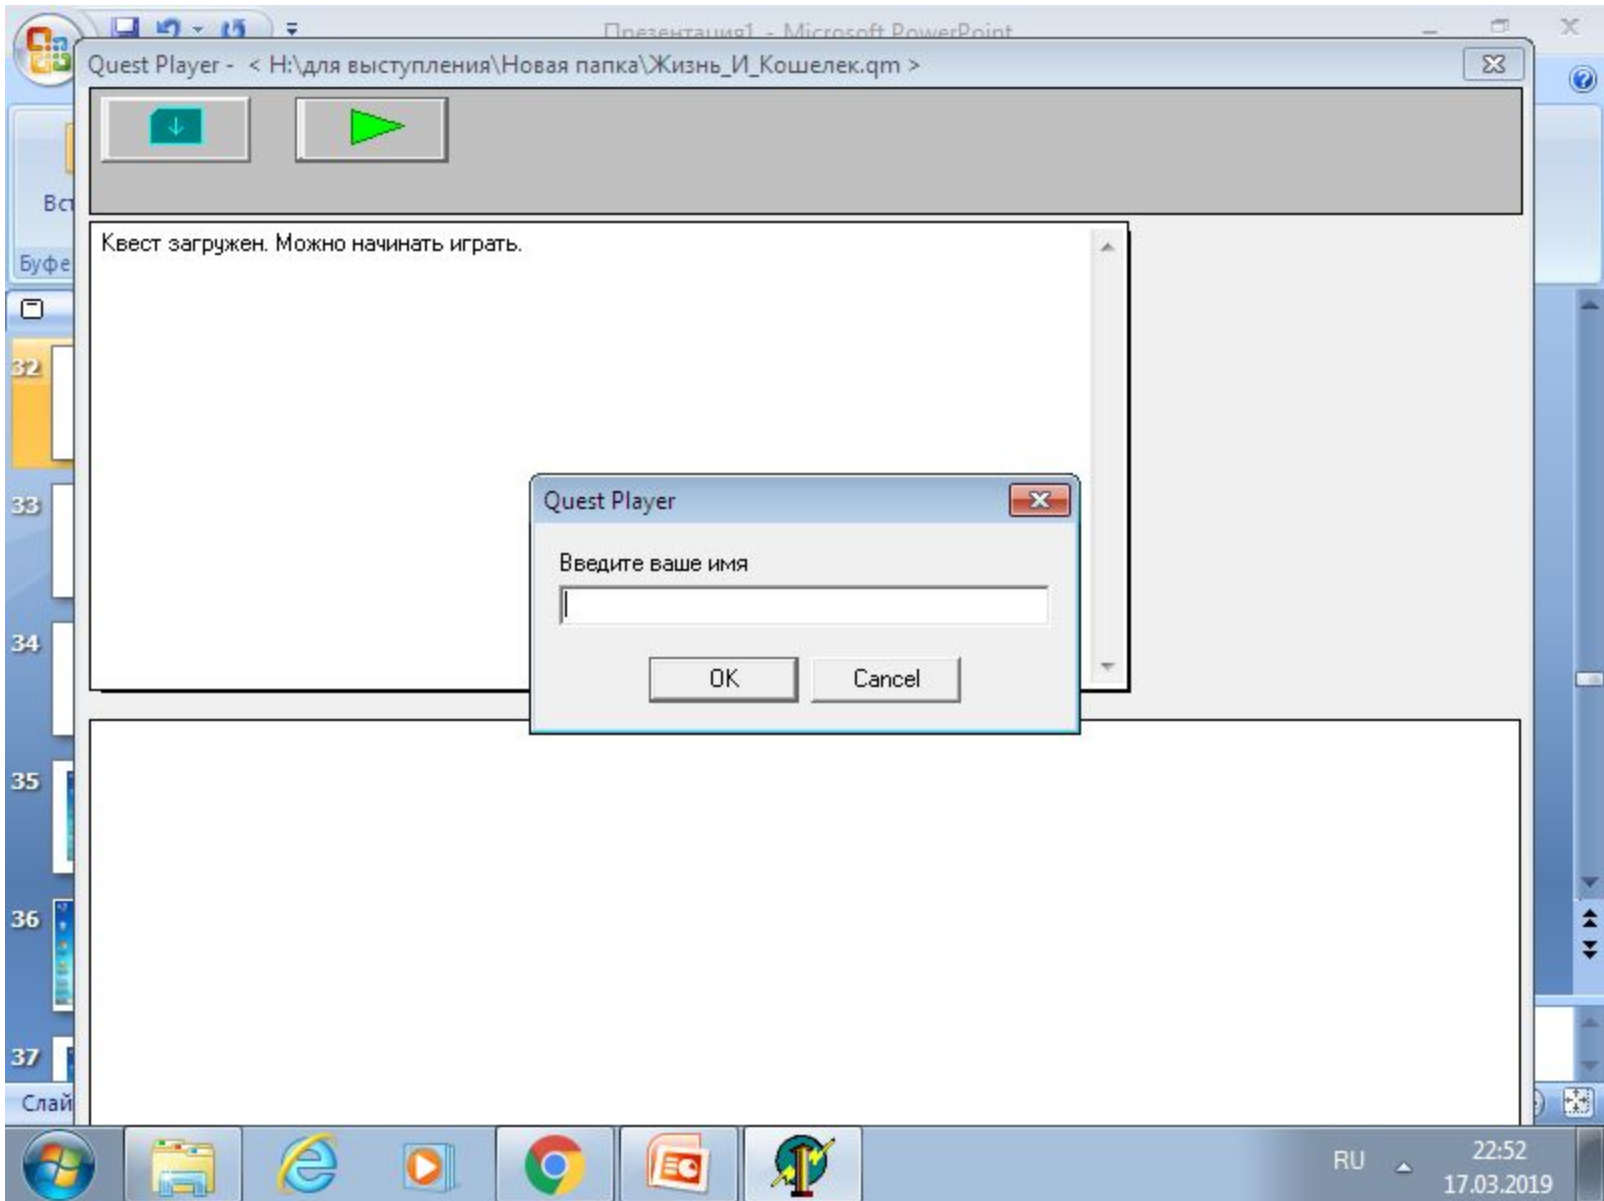 Презентация1 - Microsoft PowerPoint
Quest Player - < H:\для выступления\Новая папка\Жизнь_И_Кошелек.qm >
Квест загружен. Можно начинать играть.
32
33
34
35
36
37
Quest Player
Введите ваше имя
OK
Cancel
RU
22:52
17.03.2019